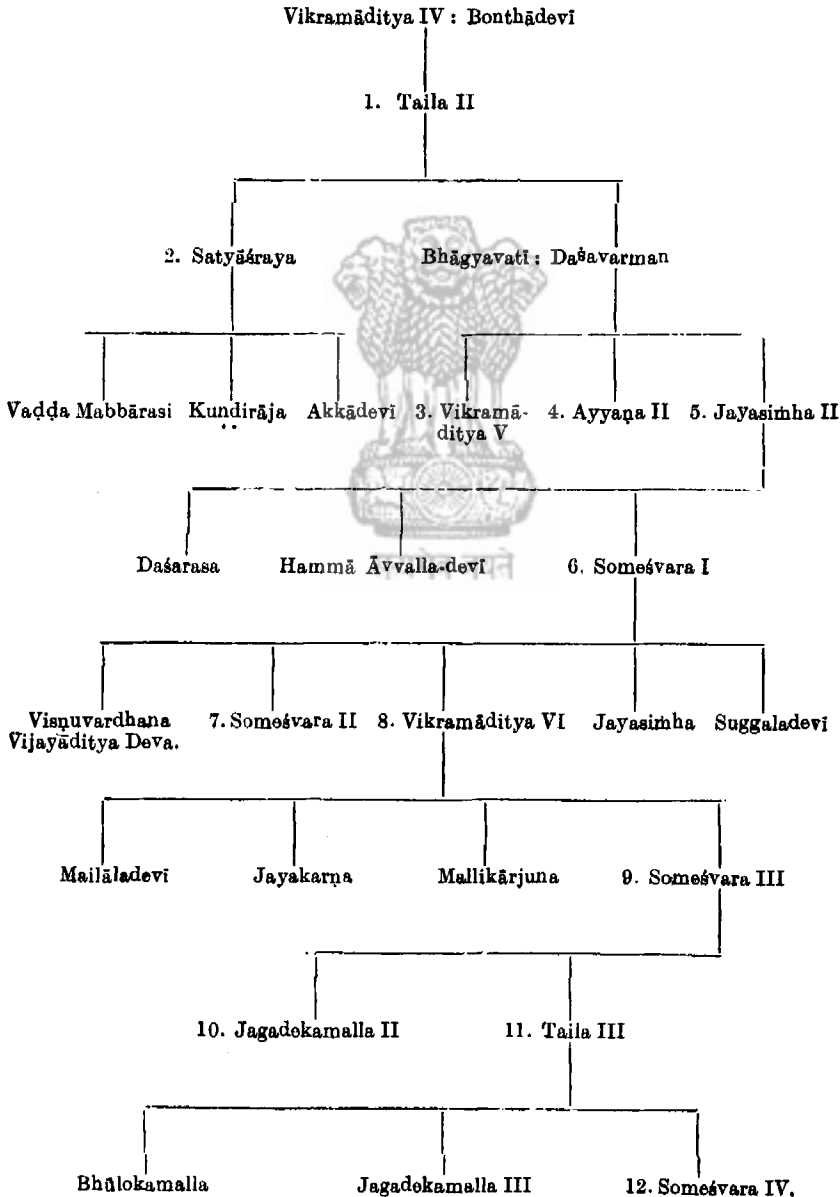 Vikramāditya IV : Bonthādevī
1. Taila II
2. Satyāśraya Bhāgyavatī : Daśavarman
Vaḍḍa Mabbārasi Kuṇḍirāja Akkādevī 3. Vikramā- 4. Ayyaṇa II 5. Jayasiṁha II
ditya V
Daśarasa Hammā Āvvalla-devī 6. Someśvara I
Viṣṇuvardhana 7. Someśvara II 8. Vikramāditya VI Jayasiṁha Suggaladevī
Vijayāditya Deva.
Mailāladevī Jayakarṇa Mallikārjuna 9. Someśvara III
10. Jagadekamalla II 11. Taila III
Bhūlokamalla Jagadekamalla III 12. Someśvara IV.